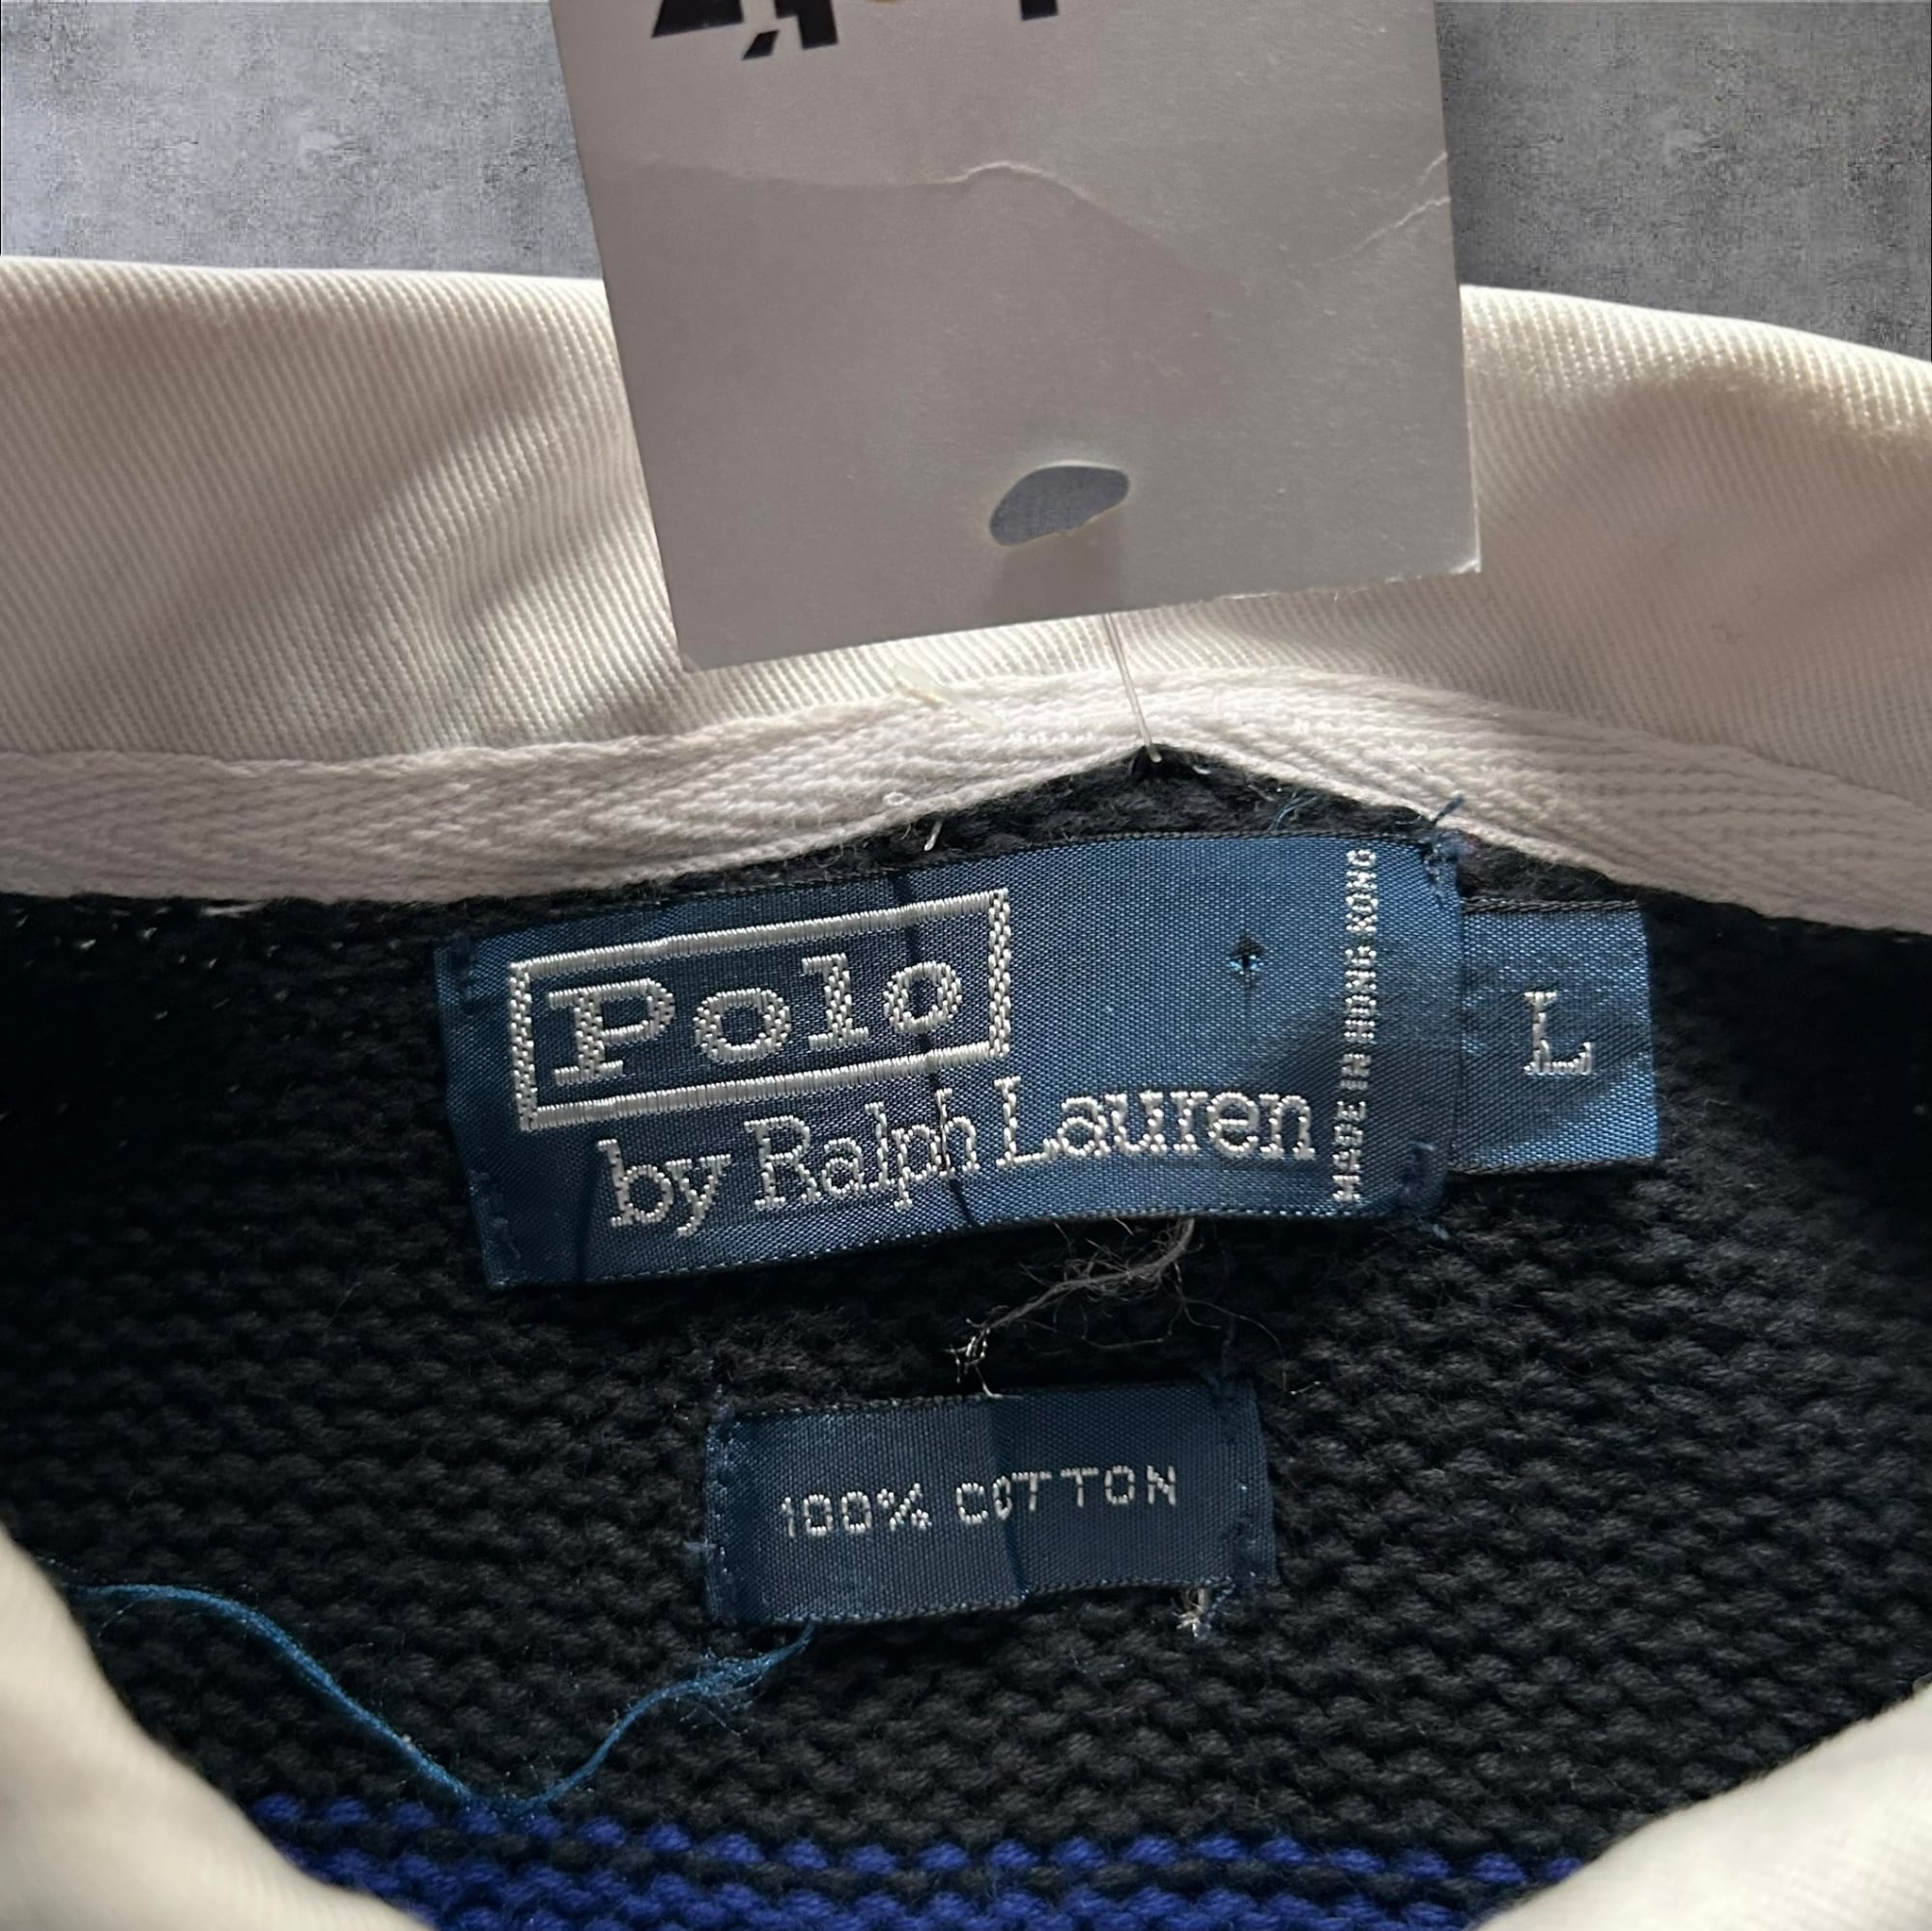 Polo
by Ralph Lauren
MADE IN HONG KONG
L
100% COTTON